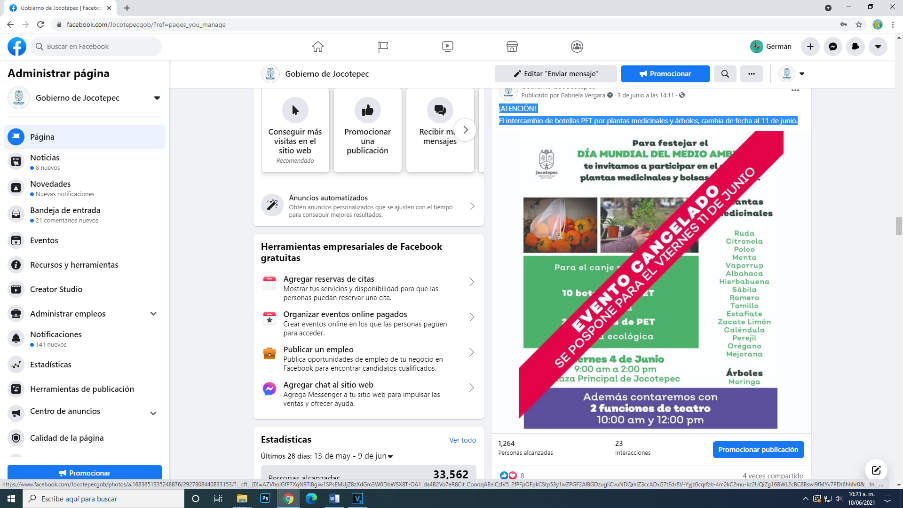 Gobierno de Jocotepec | Faceboo
facebook.com/Jocotepecgob/?ref=pages_you_manage
Buscar en Facebook
German
Administrar página
Gobierno de Jocotepec
Página
Noticias
8 nuevos
Novedades
Nuevas notificaciones
Bandeja de entrada
21 comentarios nuevos
Eventos
Recursos y herramientas
Creator Studio
Administrar empleos
Notificaciones
141 nuevos
Estadísticas
Herramientas de publicación
Centro de anuncios
Calidad de la página
Promocionar
Gobierno de Jocotepec
Editar "Enviar mensaje"
Promocionar
Conseguir más
visitas en el
sitio web
Recomendado
Promocionar
una
publicación
Recibir más
mensajes
Anuncios automatizados
Obtén anuncios personalizados que se ajusten con el tiempo
para conseguir mejores resultados.
Herramientas empresariales de Facebook
gratuitas
Agregar reservas de citas
Mostrar tus servicios y disponibilidad para que las
personas puedan reservar una cita.
Organizar eventos online pagados
Crear eventos online en los que las personas paguen
para acceder.
Publicar un empleo
Publica oportunidades de empleo de tu negocio en
Facebook para encontrar candidatos cualificados.
Agregar chat al sitio web
Agrega Messenger a tu sitio web para impulsar las
ventas y ofrecer ayuda.
Estadísticas
Ver todo
Últimos 28 días: 13 de may - 9 de jun
Personas alcanzadas
33,562
Publicado por Gabriela Vergara · 3 de junio a las 14:11 ·
¡ATENCIÓN!
El intercambio de botellas PET por plantas medicinales y árboles, cambia de fecha al 11 de junio.
Jocotepec
Para festejar el
DÍA MUNDIAL DEL MEDIO AMB
te invitamos a participar en el
plantas medicinales y bolsas
EVENTO CANCELADO
SE POSPONE PARA EL VIERNES 11 DE JUNIO
Plantas
medicinales
Ruda
Citronela
Poleo
Menta
Vaporrup
Albahaca
Hierbabuena
Sábila
Romero
Tomillo
Estafiate
Zacate Limón
Caléndula
Perejil
Orégano
Mejorana
Árboles
Moringa
Para el canje
10 bot
de PET
ecológica
Viernes 4 de Junio
9:00 am a 2:00 pm
Plaza Principal de Jocotepec
Además contaremos con
2 funciones de teatro
10:00 am y 12:00 pm
1,264
Personas alcanzadas
23
Interacciones
Promocionar publicación
8
4 veces compartido
Escribe aquí para buscar
10:23 a. m.
10/06/2021